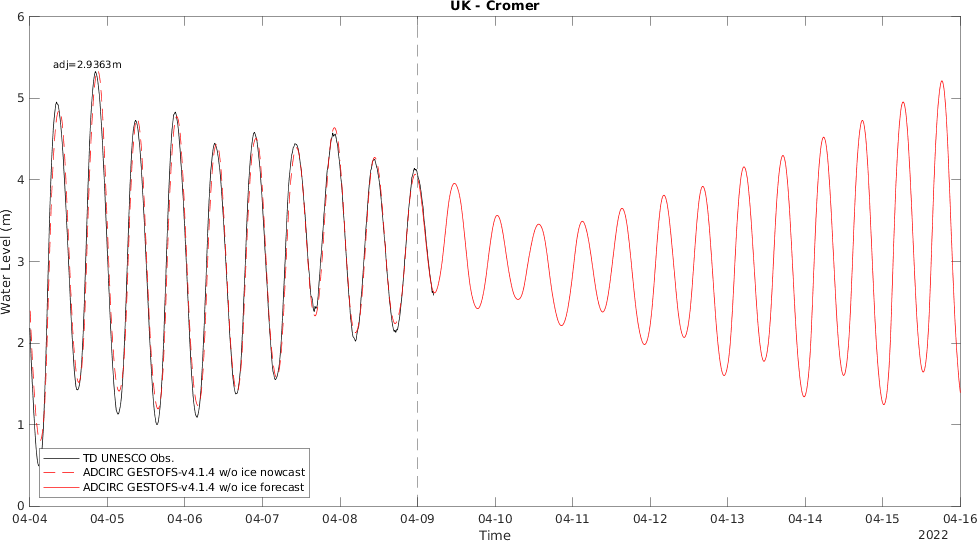 UK - Cromer
6
adj=2.9363m
5
4
3
2
1
0
Water Level (m)
TD UNESCO Obs.
ADCIRC GESTOFS-v4.1.4 w/o ice nowcast
ADCIRC GESTOFS-v4.1.4 w/o ice forecast
04-04 04-05 04-06 04-07 04-08 04-09 04-10 04-11 04-12 04-13 04-14 04-15 04-16
Time
2022